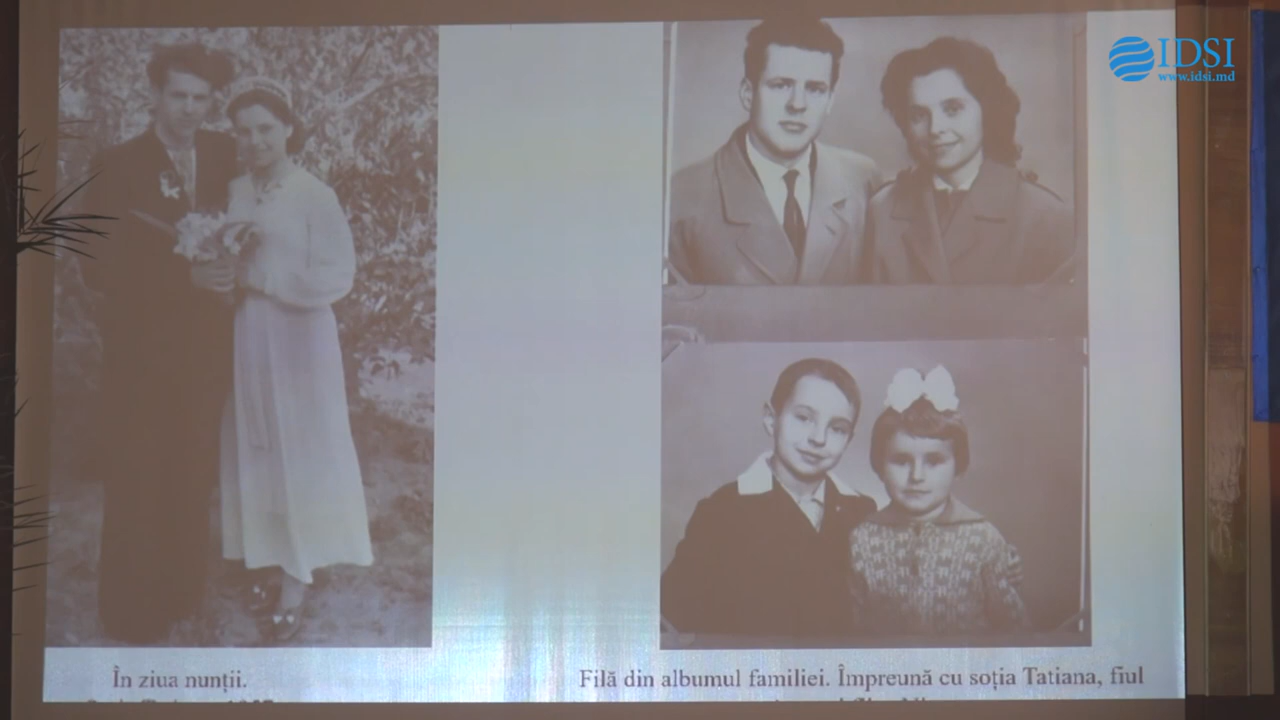 IDSI
www.idsi.md
În ziua nunții.
Filă din albumul familiei. Împreună cu soția Tatiana, fiul